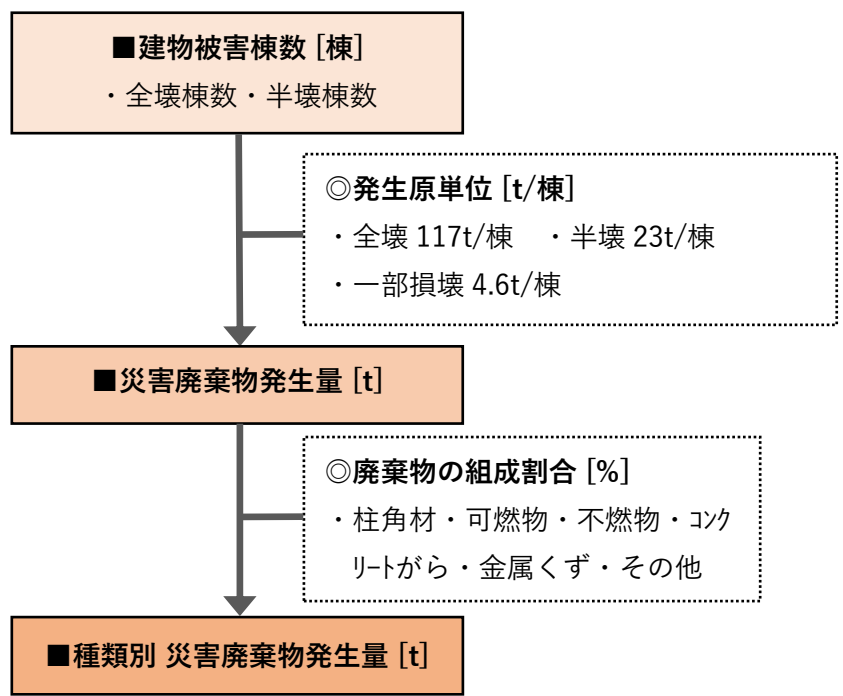 ■建物被害棟数 [棟]
・全壊棟数・半壊棟数
◎発生原単位 [t/棟]
・全壊 117t/棟　・半壊 23t/棟
・一部損壊 4.6t/棟
■災害廃棄物発生量 [t]
◎廃棄物の組成割合 [%]
・柱角材・可燃物・不燃物・ｺﾝｸ
ﾘｰﾄがら・金属くず・その他
■種類別 災害廃棄物発生量 [t]